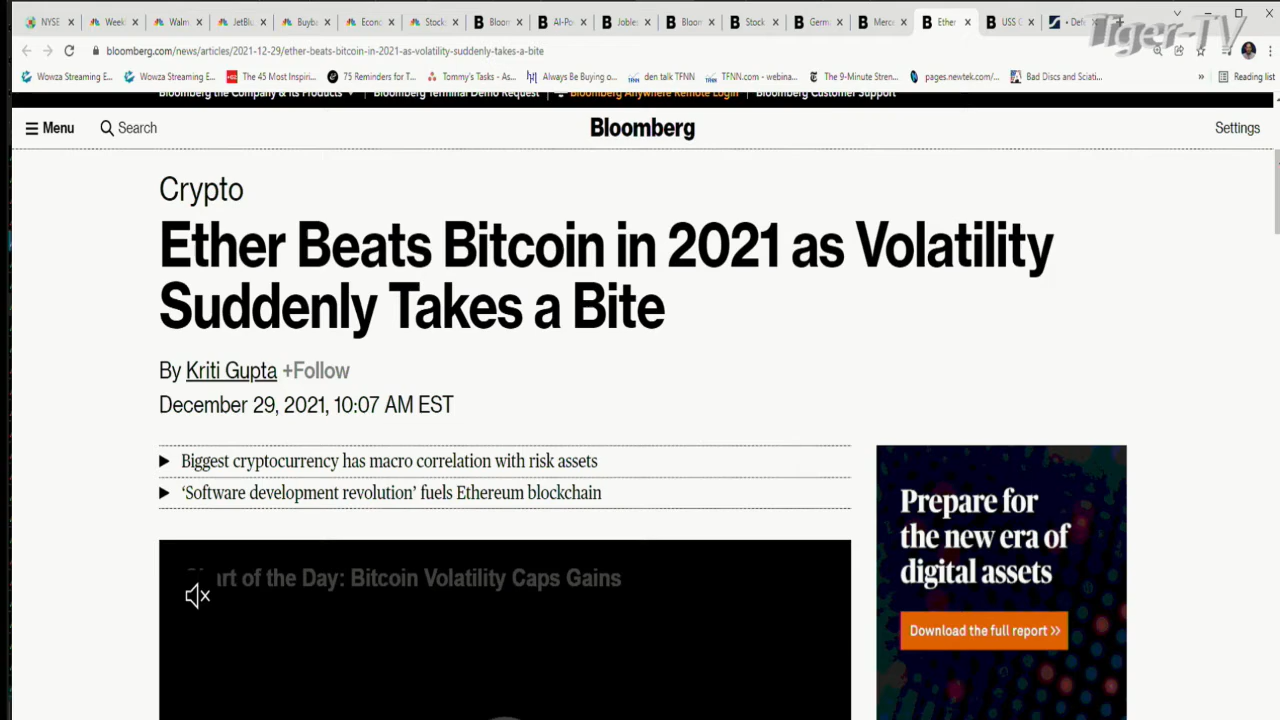 NYSE
Week
Walm
JetBl
Buyb
Econ
Stock
Bloon
AI-Po
Jobles
Bloon
Stock
Germ
Merc
Ether
USS C
Tiger-TV
bloomberg.com/news/articles/2021-12-29/ether-beats-bitcoin-in-2021-as-volatility-suddenly-takes-a-bite
Wowza Streaming E...
Wowza Streaming E...
The 45 Most Inspiri...
75 Reminders for T...
Tommy's Tasks - As...
Always Be Buying o...
den talk TFNN
TFNN.com - webina...
The 9-Minute Stren...
pages.newtek.com/...
Bad Discs and Sciati...
»
Reading list
Bloomberg the Company & Its Products
Bloomberg Terminal Demo Request
Bloomberg Anywhere Remote Login
Bloomberg Customer Support
Menu
Search
Bloomberg
Settings
Crypto
Ether Beats Bitcoin in 2021 as Volatility
Suddenly Takes a Bite
By Kriti Gupta +Follow
December 29, 2021, 10:07 AM EST
Biggest cryptocurrency has macro correlation with risk assets
‘Software development revolution’ fuels Ethereum blockchain
art of the Day: Bitcoin Volatility Caps Gains
Prepare for
the new era of
digital assets
Download the full report >>